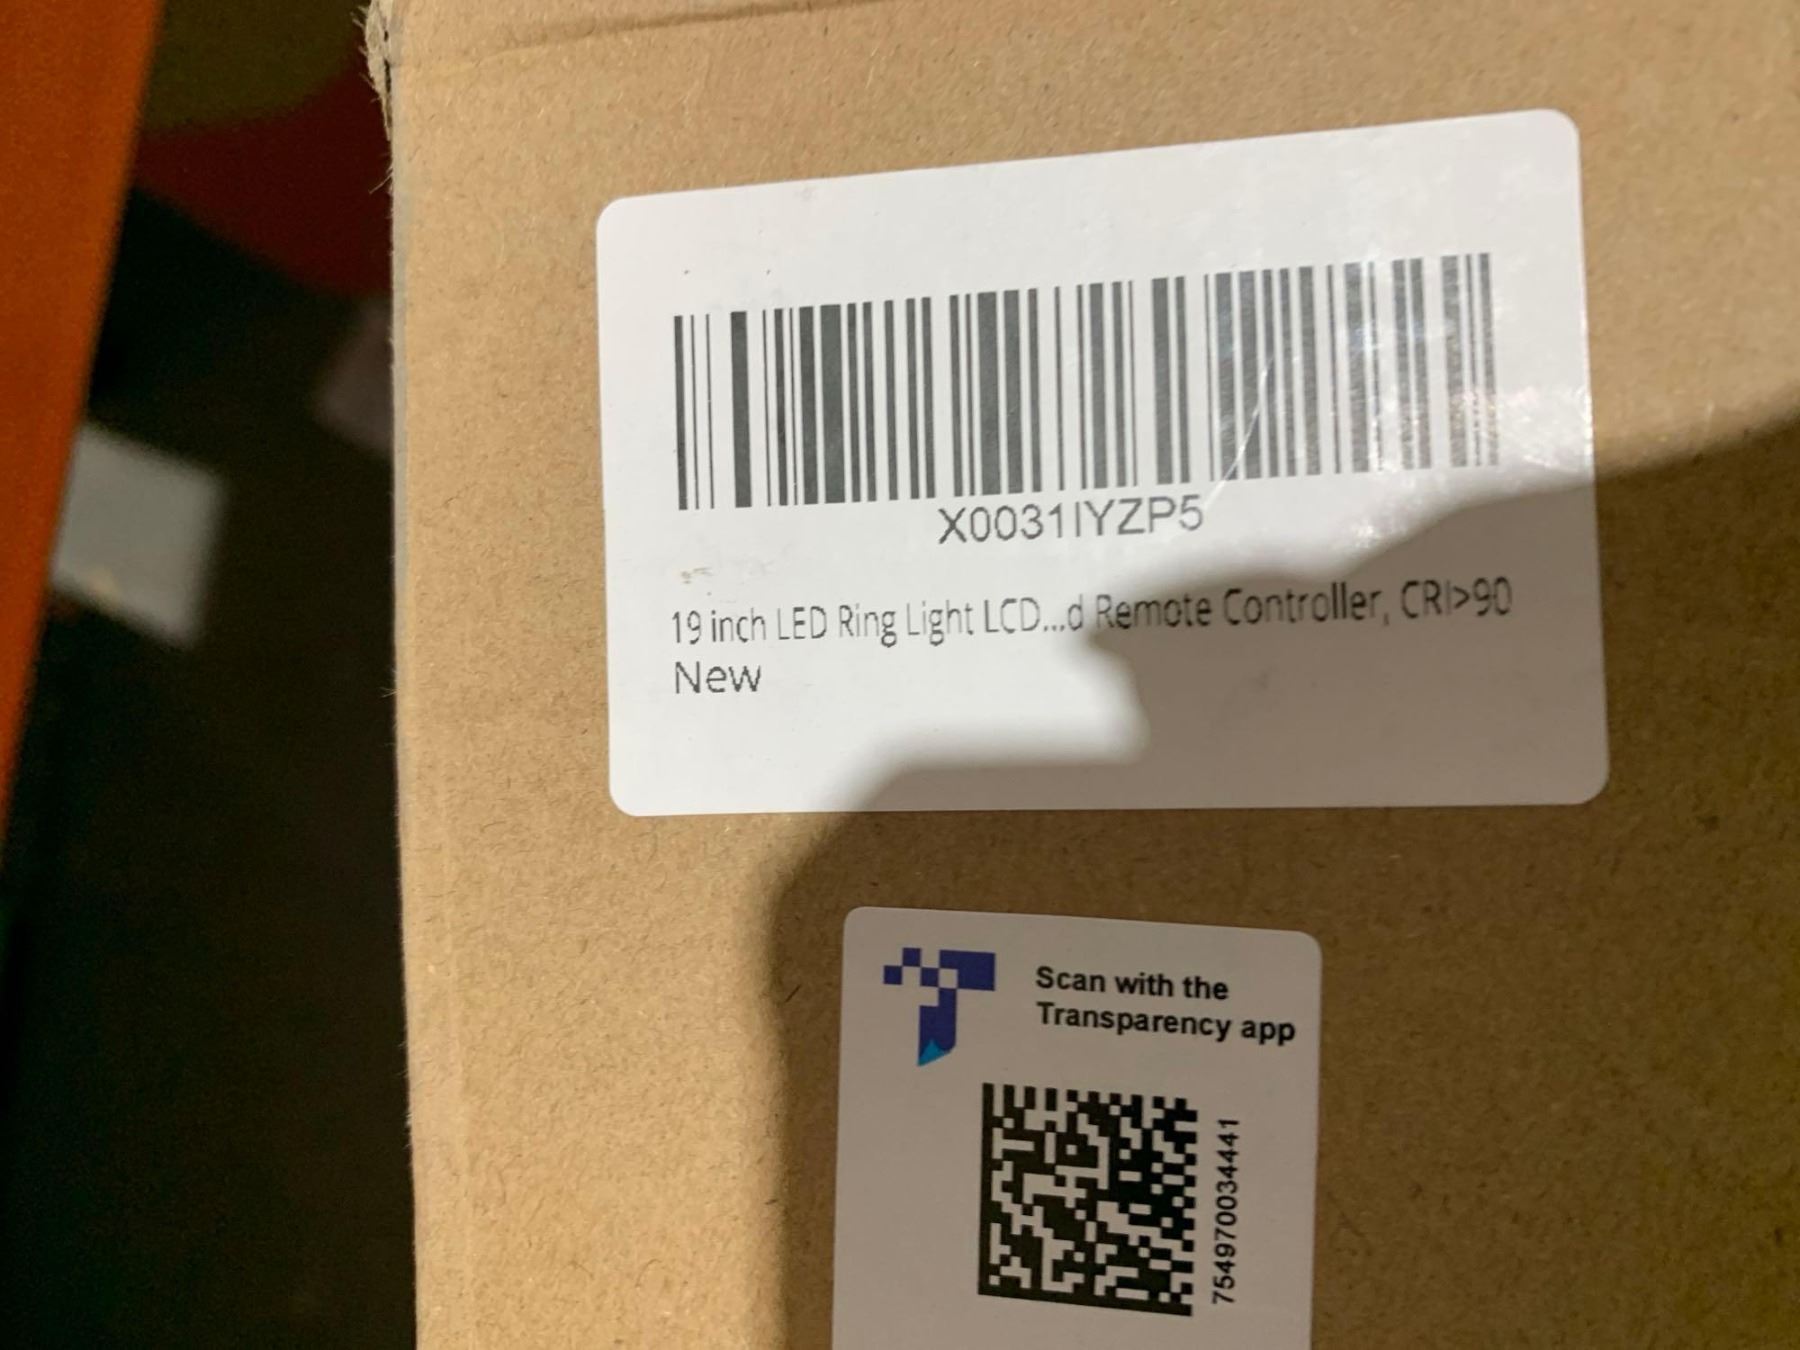 X0031IYZP5
19 inch LED Ring Light LCD...d Remote Controller, CRI>90
New
Scan with the
Transparency app
754970034441